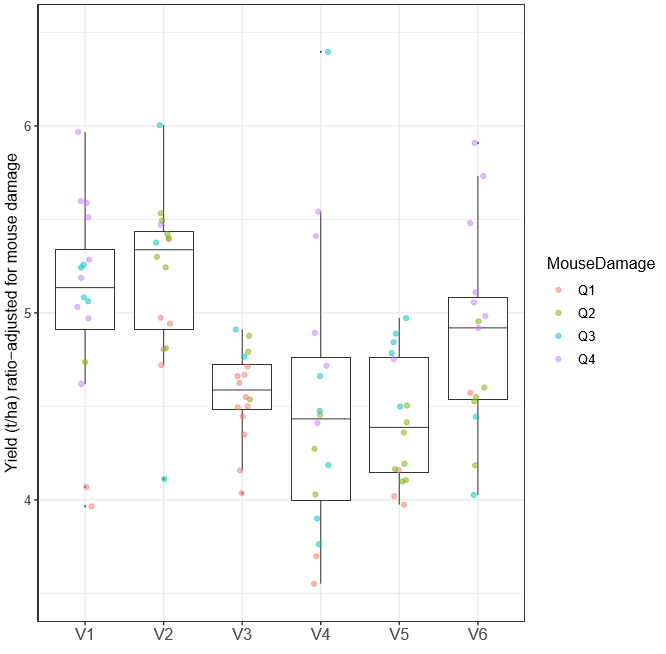 Yield (t/ha) ratio−adjusted for mouse damage
6
5
4
V1 V2 V3 V4 V5 V6
MouseDamage
Q1
Q2
Q3
Q4